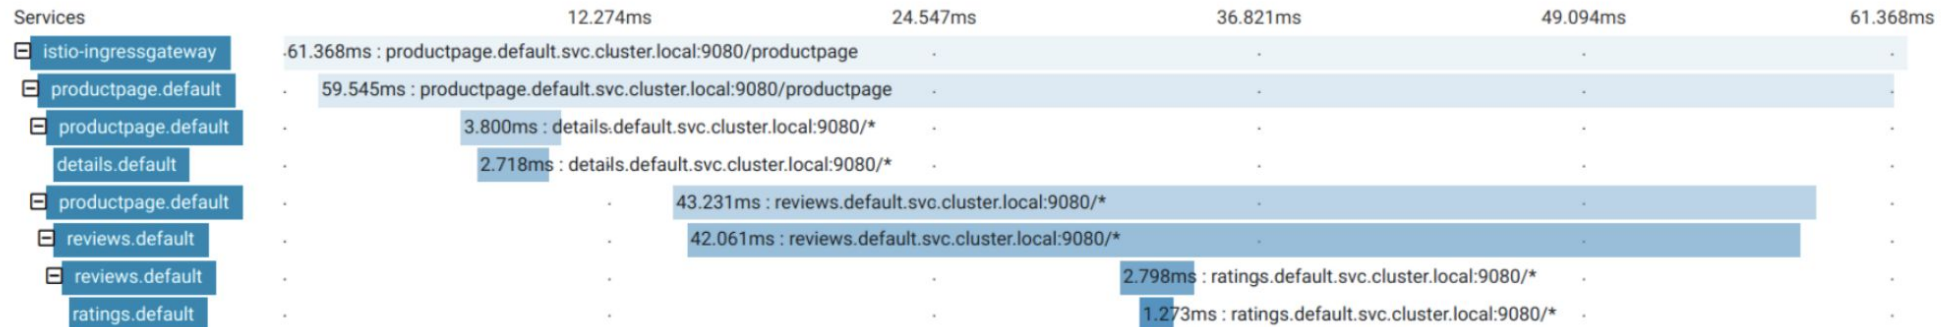 Services 12.274ms 24.547ms 36.821ms 49.094ms 61.368ms
istio-ingressgateway 61.368ms : productpage.default.svc.cluster.local:9080/productpage
productpage.default 59.545ms : productpage.default.svc.cluster.local:9080/productpage
productpage.default 3.800ms : details.default.svc.cluster.local:9080/*
details.default 2.718ms : details.default.svc.cluster.local:9080/*
productpage.default 43.231ms : reviews.default.svc.cluster.local:9080/*
reviews.default 42.061ms : reviews.default.svc.cluster.local:9080/*
reviews.default 2.798ms : ratings.default.svc.cluster.local:9080/*
ratings.default 1.273ms : ratings.default.svc.cluster.local:9080/*